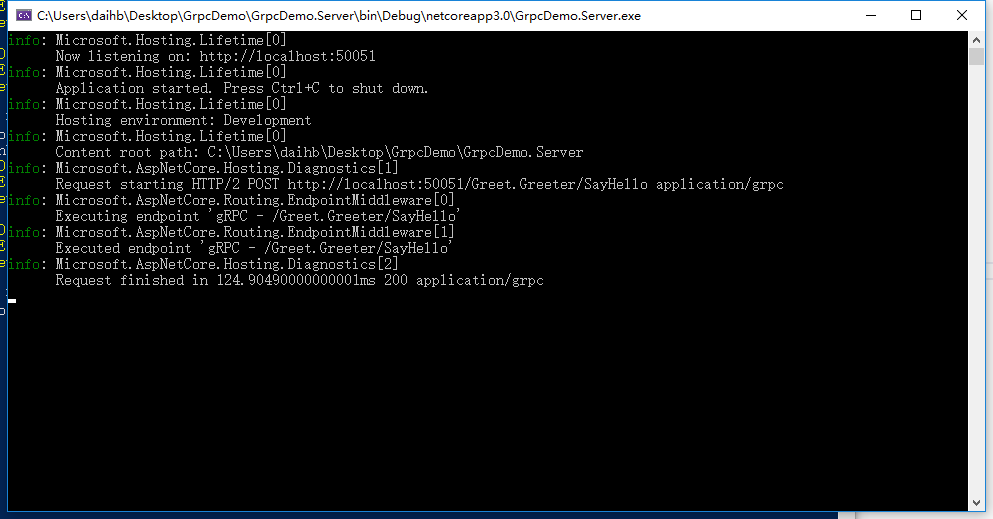 C:\Users\daihb\Desktop\GrpcDemo\GrpcDemo.Server\bin\Debug\netcoreapp3.0\GrpcDemo.Server.exe
info: Microsoft.Hosting.Lifetime[0]
Now listening on: http://localhost:50051
info: Microsoft.Hosting.Lifetime[0]
Application started. Press Ctrl+C to shut down.
info: Microsoft.Hosting.Lifetime[0]
Hosting environment: Development
info: Microsoft.Hosting.Lifetime[0]
Content root path: C:\Users\daihb\Desktop\GrpcDemo\GrpcDemo.Server
info: Microsoft.AspNetCore.Hosting.Diagnostics[1]
Request starting HTTP/2 POST http://localhost:50051/Greet.Greeter/SayHello application/grpc
info: Microsoft.AspNetCore.Routing.EndpointMiddleware[0]
Executing endpoint 'gRPC - /Greet.Greeter/SayHello'
info: Microsoft.AspNetCore.Routing.EndpointMiddleware[1]
Executed endpoint 'gRPC - /Greet.Greeter/SayHello'
info: Microsoft.AspNetCore.Hosting.Diagnostics[2]
Request finished in 124.90490000000001ms 200 application/grpc